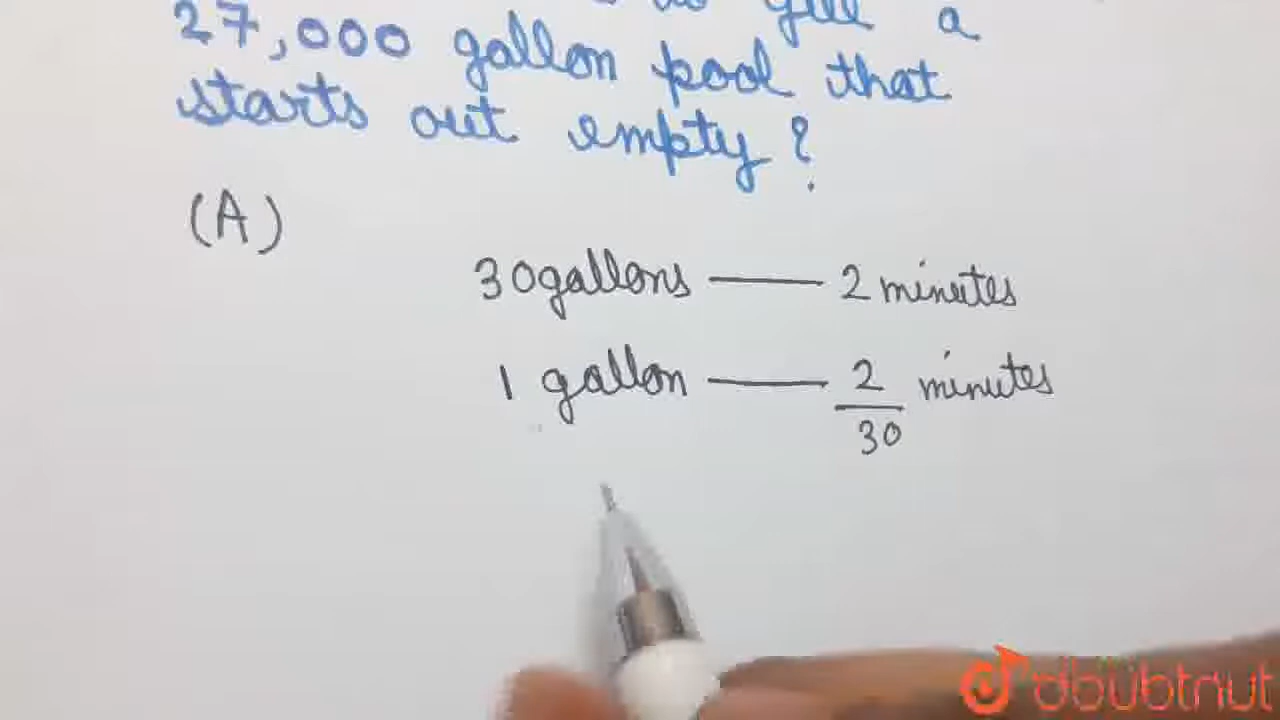 a
27,000 gallon pool that
starts out empty?
(A)
30 gallons — 2 minutes
1 gallon — 2/30 minutes
doubtnut